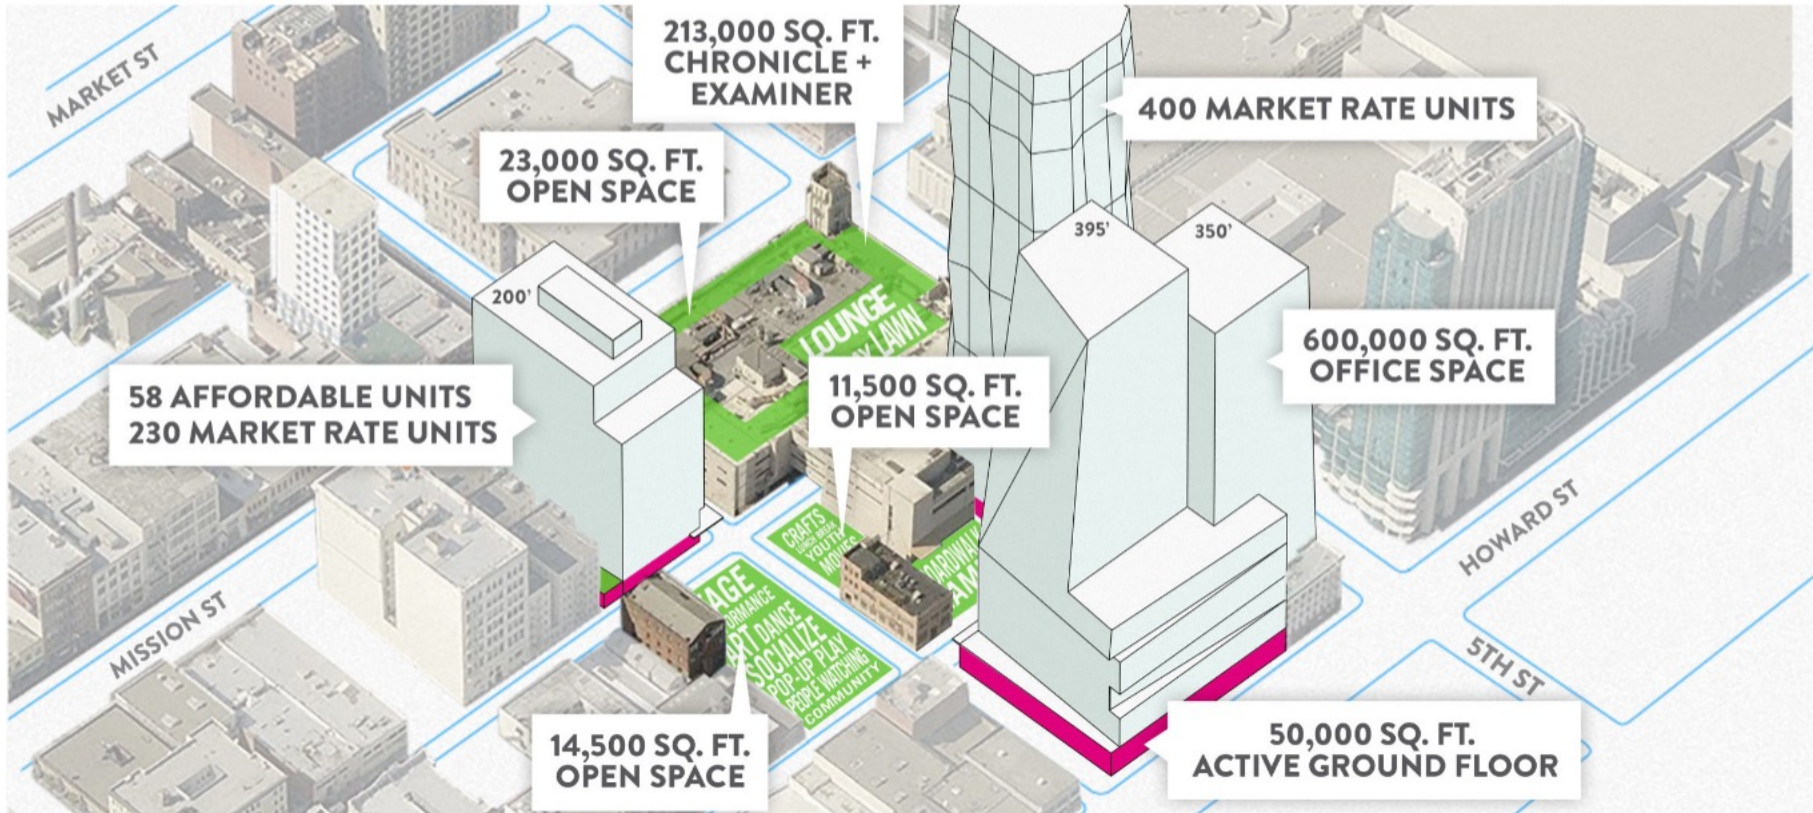 MARKET ST
213,000 SQ. FT.
CHRONICLE +
EXAMINER
400 MARKET RATE UNITS
23,000 SQ. FT.
OPEN SPACE
395'
350'
200'
LOUNGE
LAWN
600,000 SQ. FT.
OFFICE SPACE
58 AFFORDABLE UNITS
230 MARKET RATE UNITS
11,500 SQ. FT.
OPEN SPACE
HOWARD ST
CRAFTS
LUNCH BREAK
YOUTH
MISSION ST
DANCE
SOCIALIZE
POP-UP PLAY
PEOPLE WATCHING
COMMUNITY
5TH ST
14,500 SQ. FT.
OPEN SPACE
50,000 SQ. FT.
ACTIVE GROUND FLOOR